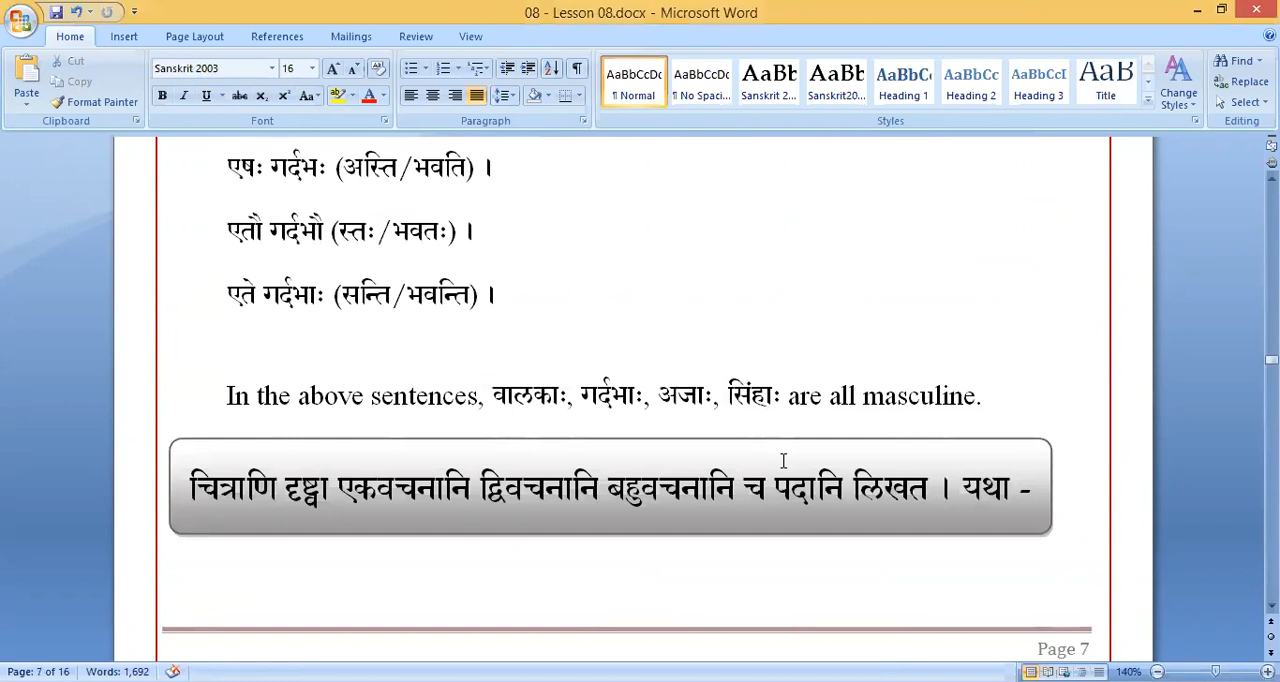 08 - Lesson 08.docx - Microsoft Word
Home Insert Page Layout References Mailings Review View
Paste
Cut
Copy
Format Painter
Clipboard
Sanskrit 2003 16
Font
Paragraph
AaBbCcDc AaBbCcDc AaBb AaBb AaBbC AaBbCc AaBbCcI AaB
¶ Normal ¶ No Spaci... Sanskrit 2... Sanskrit20... Heading 1 Heading 2 Heading 3 Title
Change Styles
Styles
Find
Replace
Select
Editing
एषः गर्दभः (अस्ति/भवति) ।
एतौ गर्दभौ (स्तः/भवतः) ।
एते गर्दभाः (सन्ति/भवन्ति) ।
In the above sentences, वालकाः, गर्दभाः, अजाः, सिंहाः are all masculine.
चित्राणि दृष्ट्वा एकवचनानि द्विवचनानि बहुवचनानि च पदानि लिखत । यथा -
Page 7
Page: 7 of 16 Words: 1,692 140%